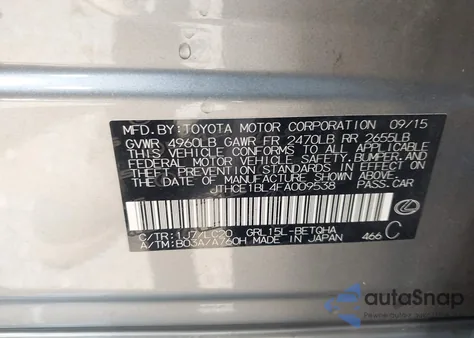 MFD.BY:TOYOTA MOTOR CORPORATION 09/15
GVWR 4960LB GAWR FR 2470LB RR 2655LB
THIS VEHICLE CONFORMS TO ALL APPLICABLE
FEDERAL MOTOR VEHICLE SAFETY,BUMPER,AND
THEFT PREVENTION STANDARDS IN EFFECT ON
THE DATE OF MANUFACTURE SHOWN ABOVE.
JTHCE1BL4FA009538 PASS.CAR
C/TR:1J7/LC20 GRL15L-BETQHA
A/TM:B03A/A760H MADE IN JAPAN 466 C
autoSnap